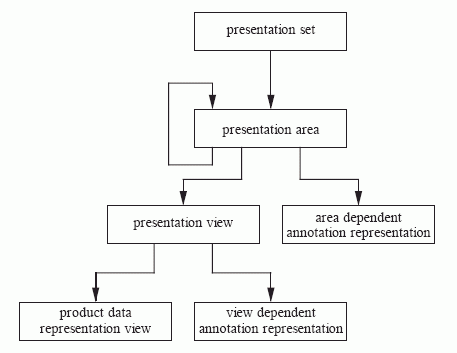 presentation set
presentation area
presentation view
area dependent
annotation representation
product data
representation view
view dependent
annotation representation